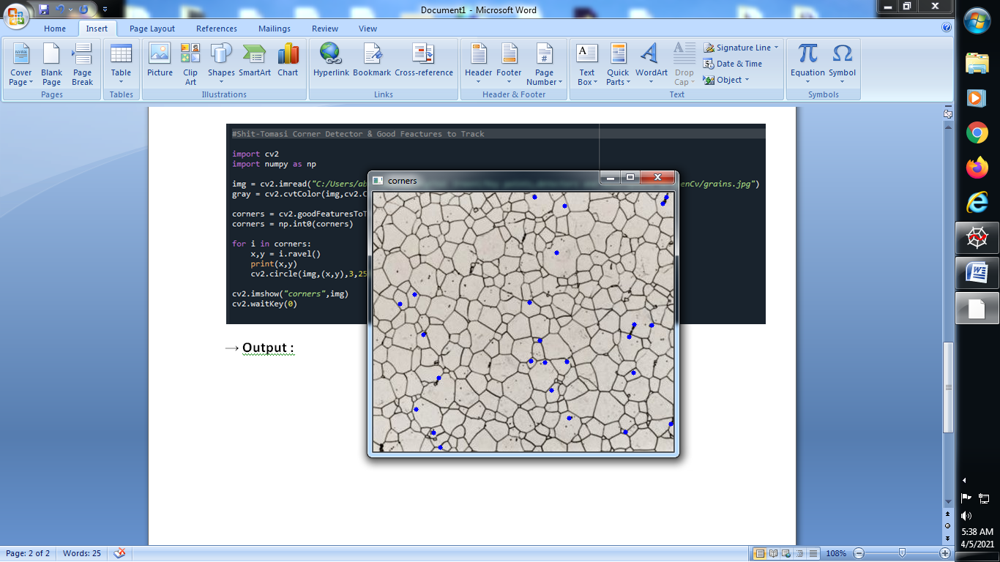 Document1 - Microsoft Word
Home Insert Page Layout References Mailings Review View
Cover Page
Blank Page
Page Break
Table
Picture
Clip Art
Shapes
SmartArt
Chart
Hyperlink
Bookmark
Cross-reference
Header
Footer
Page Number
Text Box
Quick Parts
WordArt
Drop Cap
Signature Line
Date & Time
Object
Equation
Symbol
Pages Tables Illustrations Links Header & Footer Text Symbols
#Shit-Tomasi Corner Detector & Good Feactures to Track
import cv2
import numpy as np
img = cv2.imread("C:/Users/ab enCv/grains.jpg")
gray = cv2.cvtColor(img,cv2.C
corners = cv2.goodFeaturesToT
corners = np.int0(corners)
for i in corners:
x,y = i.ravel()
print(x,y)
cv2.circle(img,(x,y),3,25
cv2.imshow("corners",img)
cv2.waitKey(0)
corners
→ Output :
Page: 2 of 2 Words: 25 108%
5:38 AM
4/5/2021